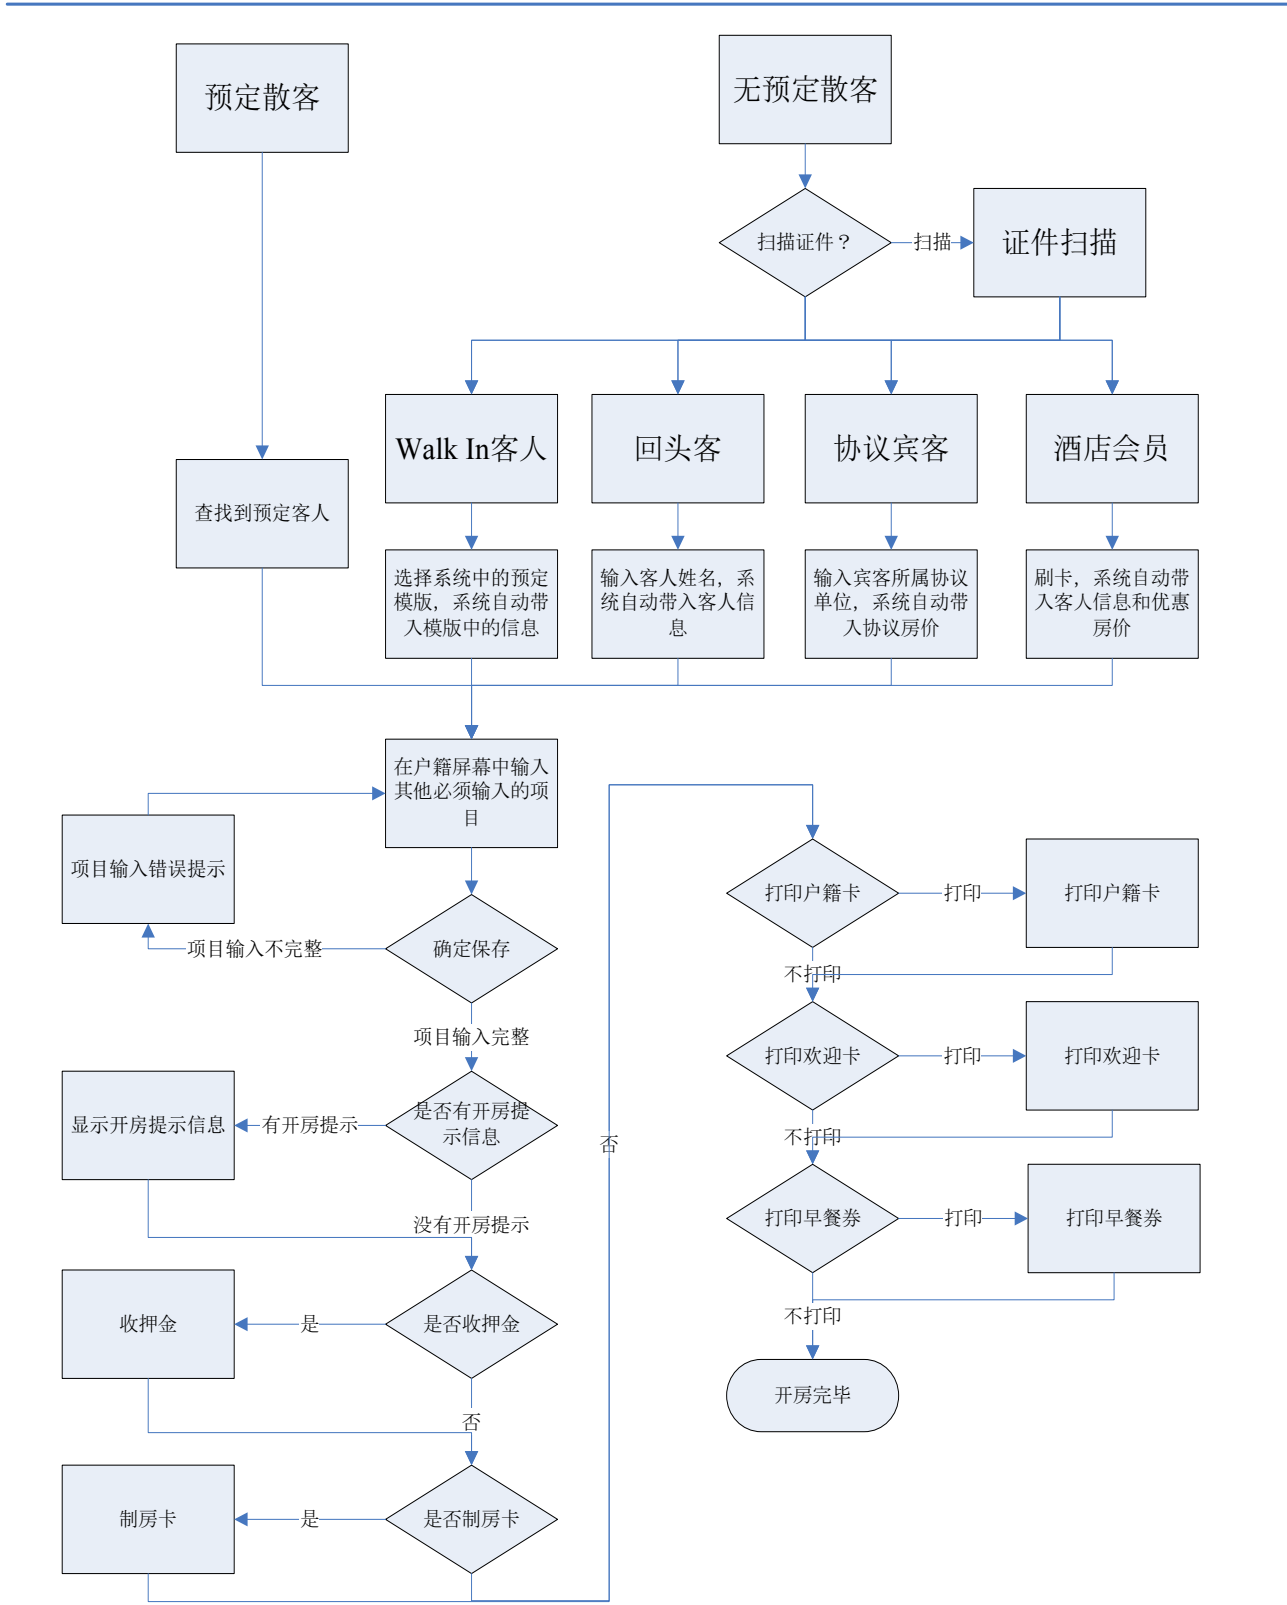 预定散客
无预定散客
扫描证件？
扫描
证件扫描
Walk In客人
回头客
协议宾客
酒店会员
查找到预定客人
选择系统中的预定
模版，系统自动带
入模版中的信息
输入客人姓名，系
统自动带入客人信
息
输入宾客所属协议
单位，系统自动带
入协议房价
刷卡，系统自动带
入客人信息和优惠
房价
在户籍屏幕中输入
其他必须输入的项
目
项目输入错误提示
项目输入不完整
确定保存
项目输入完整
显示开房提示信息
有开房提示
是否有开房提
示信息
没有开房提示
收押金
是
是否收押金
否
制房卡
是
是否制房卡
否
打印户籍卡
打印
打印户籍卡
不打印
打印欢迎卡
打印
打印欢迎卡
不打印
打印早餐券
打印
打印早餐券
不打印
开房完毕